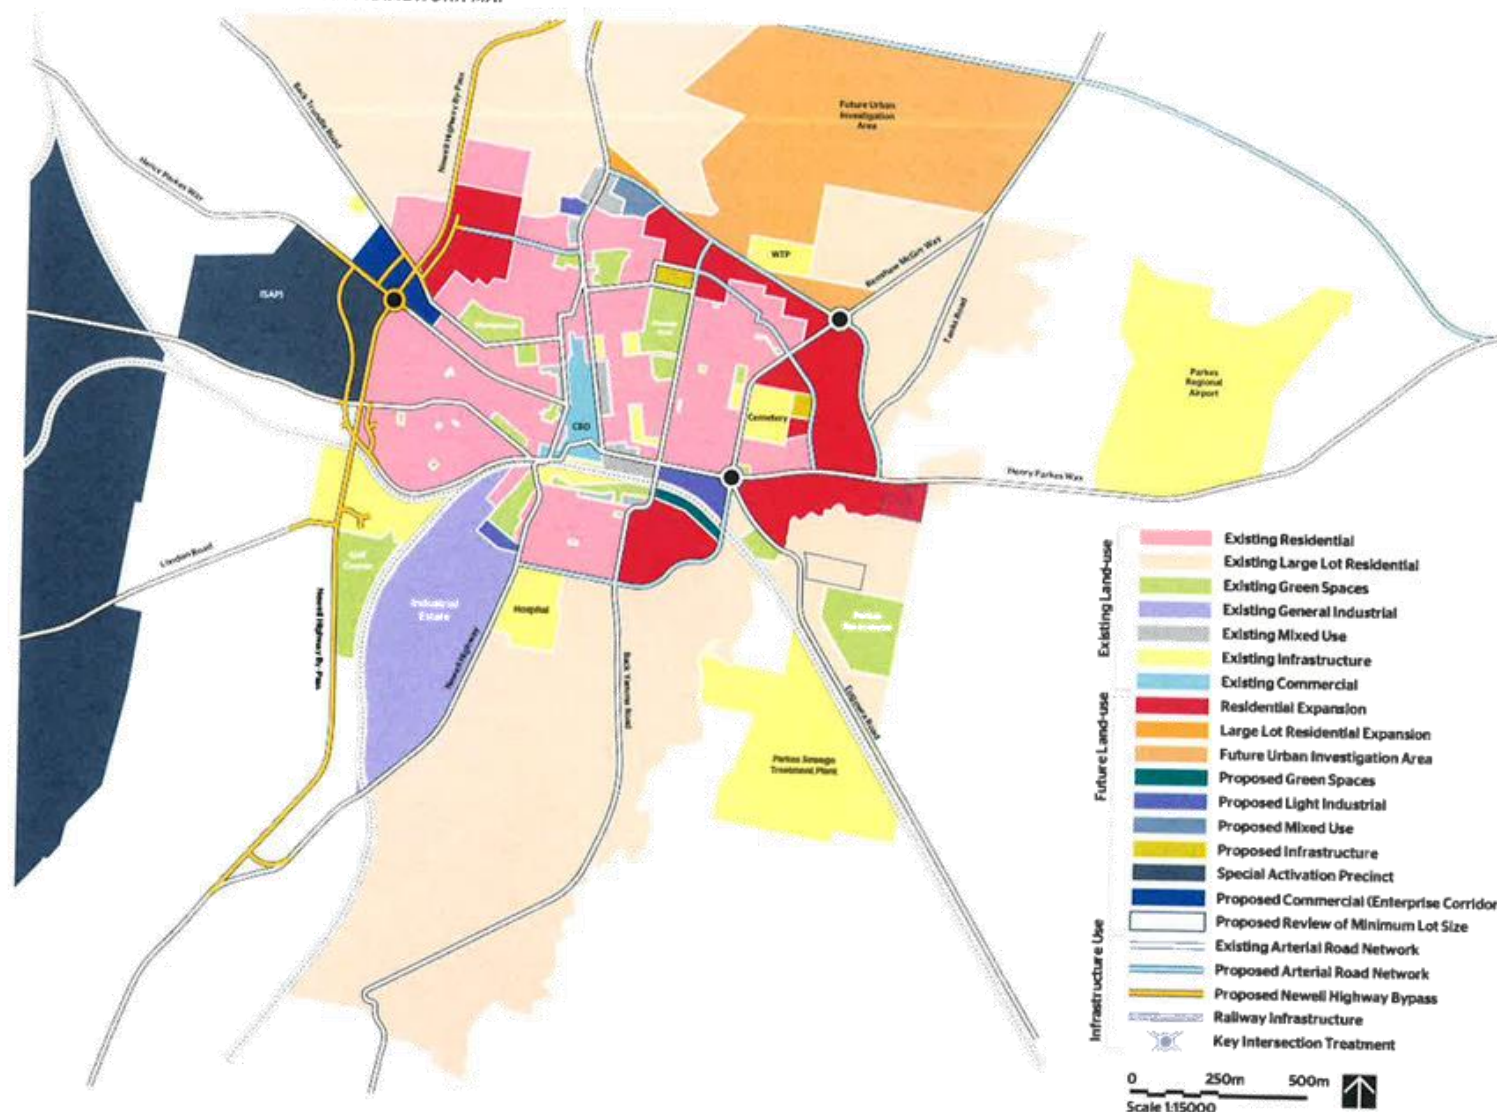 Back Trundle Road
Newell Highway By-Pass
Henry Parkes Way
Future Urban
Investigation
Area
WTP
Renshaw McGirr Way
Tanks Road
(SAP)
Parkes
Regional
Airport
CBD
Cemetery
Henry Parkes Way
London Road
Golf
Course
Newell Highway By-Pass
Industrial
Estate
Hospital
Newell Highway
Back Yamma Road
Eugowra Road
Parkes Sewage
Treatment Plant
Existing Land-use
Existing Residential
Existing Large Lot Residential
Existing Green Spaces
Existing General Industrial
Existing Mixed Use
Existing Infrastructure
Existing Commercial
Future Land-use
Residential Expansion
Large Lot Residential Expansion
Future Urban Investigation Area
Proposed Green Spaces
Proposed Light Industrial
Proposed Mixed Use
Proposed Infrastructure
Special Activation Precinct
Proposed Commercial (Enterprise Corridor
Proposed Review of Minimum Lot Size
Infrastructure Use
Existing Arterial Road Network
Proposed Arterial Road Network
Proposed Newell Highway Bypass
Railway Infrastructure
Key Intersection Treatment
0 250m 500m
Scale 1:15000